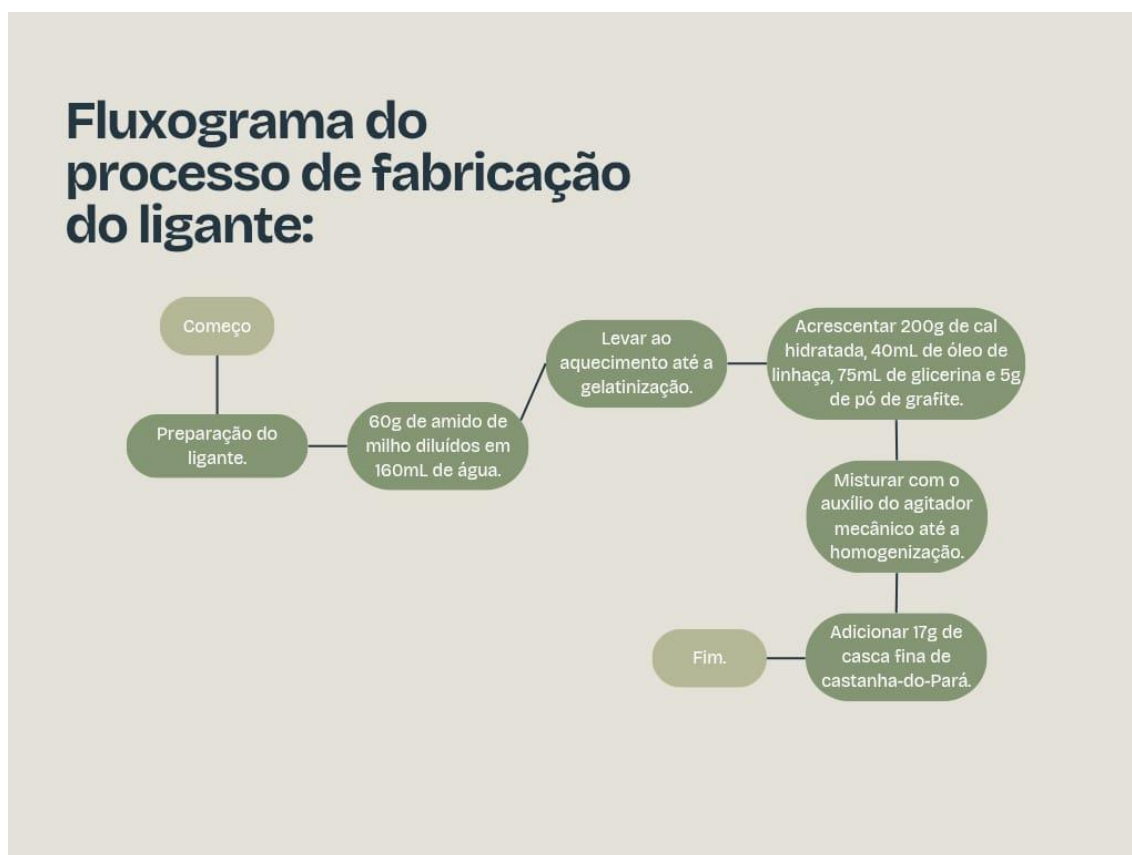 Fluxograma do
processo de fabricação
do ligante:
Começo
Preparação do
ligante.
60g de amido de
milho diluídos em
160mL de água.
Levar ao
aquecimento até a
gelatinização.
Acrescentar 200g de cal
hidratada, 40mL de óleo de
linhaça, 75mL de glicerina e 5g
de pó de grafite.
Misturar com o
auxílio do agitador
mecânico até a
homogenização.
Adicionar 17g de
casca fina de
castanha-do-Pará.
Fim.